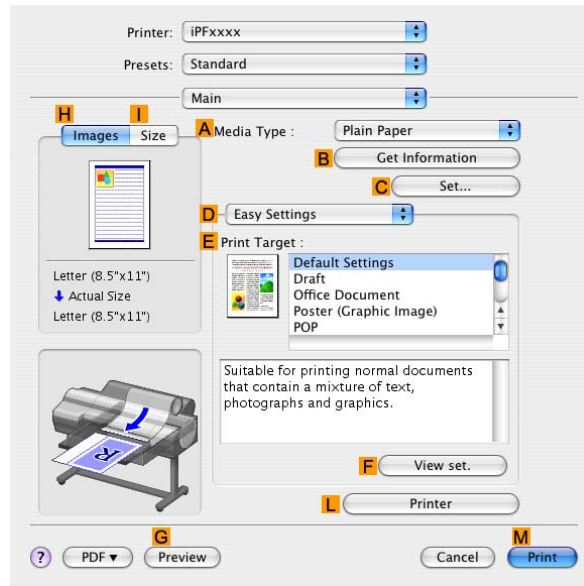 Printer: iPFxxxx
Presets: Standard
Main
H I
Images Size
A Media Type : Plain Paper
B Get Information
C Set...
D Easy Settings
E Print Target :
Default Settings
Draft
Office Document
Poster (Graphic Image)
POP
Letter (8.5"x11")
Actual Size
Letter (8.5"x11")
Suitable for printing normal documents
that contain a mixture of text,
photographs and graphics.
F View set.
L Printer
G M
? PDF▼ Preview Cancel Print
R